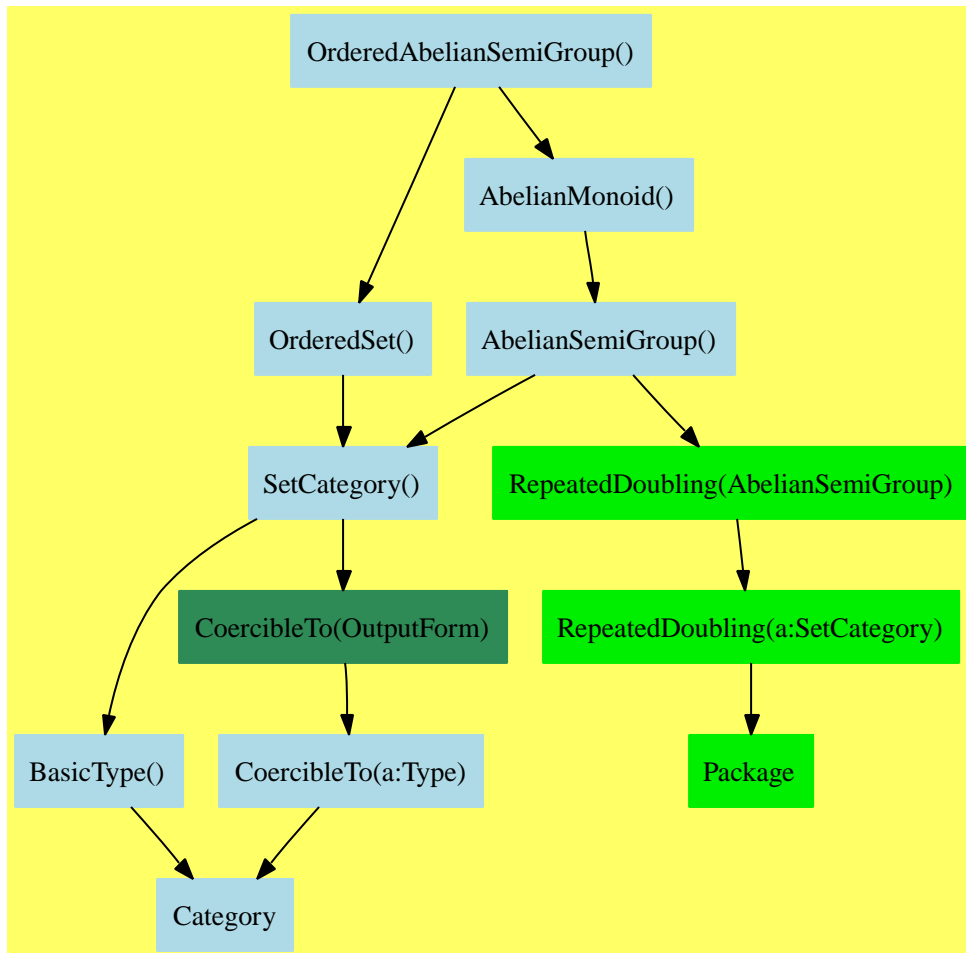 OrderedAbelianSemiGroup()
AbelianMonoid()
OrderedSet()
AbelianSemiGroup()
SetCategory()
RepeatedDoubling(AbelianSemiGroup)
CoercibleTo(OutputForm)
RepeatedDoubling(a:SetCategory)
BasicType()
CoercibleTo(a:Type)
Package
Category